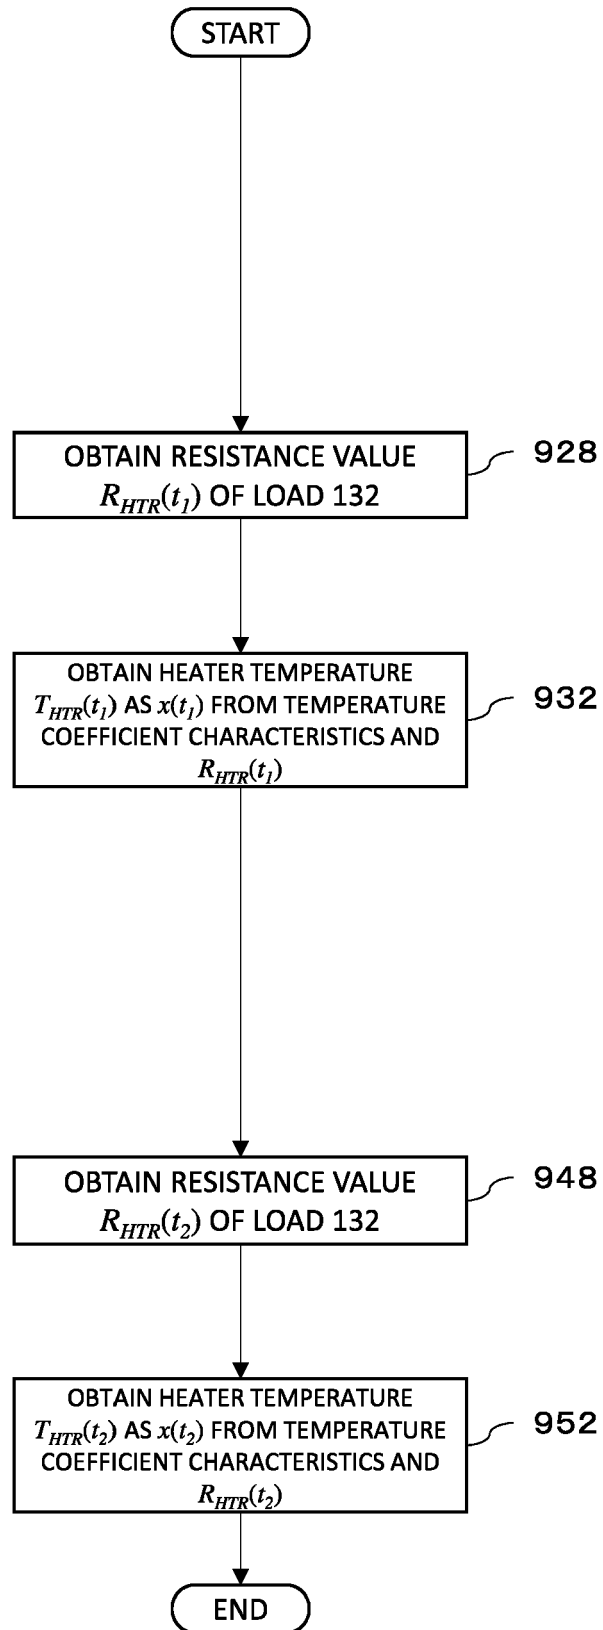 START
OBTAIN RESISTANCE VALUE
R_HTR(t_1) OF LOAD 132
928
OBTAIN HEATER TEMPERATURE
T_HTR(t_1) AS x(t_1) FROM TEMPERATURE
COEFFICIENT CHARACTERISTICS AND
R_HTR(t_1)
932
OBTAIN RESISTANCE VALUE
R_HTR(t_2) OF LOAD 132
948
OBTAIN HEATER TEMPERATURE
T_HTR(t_2) AS x(t_2) FROM TEMPERATURE
COEFFICIENT CHARACTERISTICS AND
R_HTR(t_2)
952
END